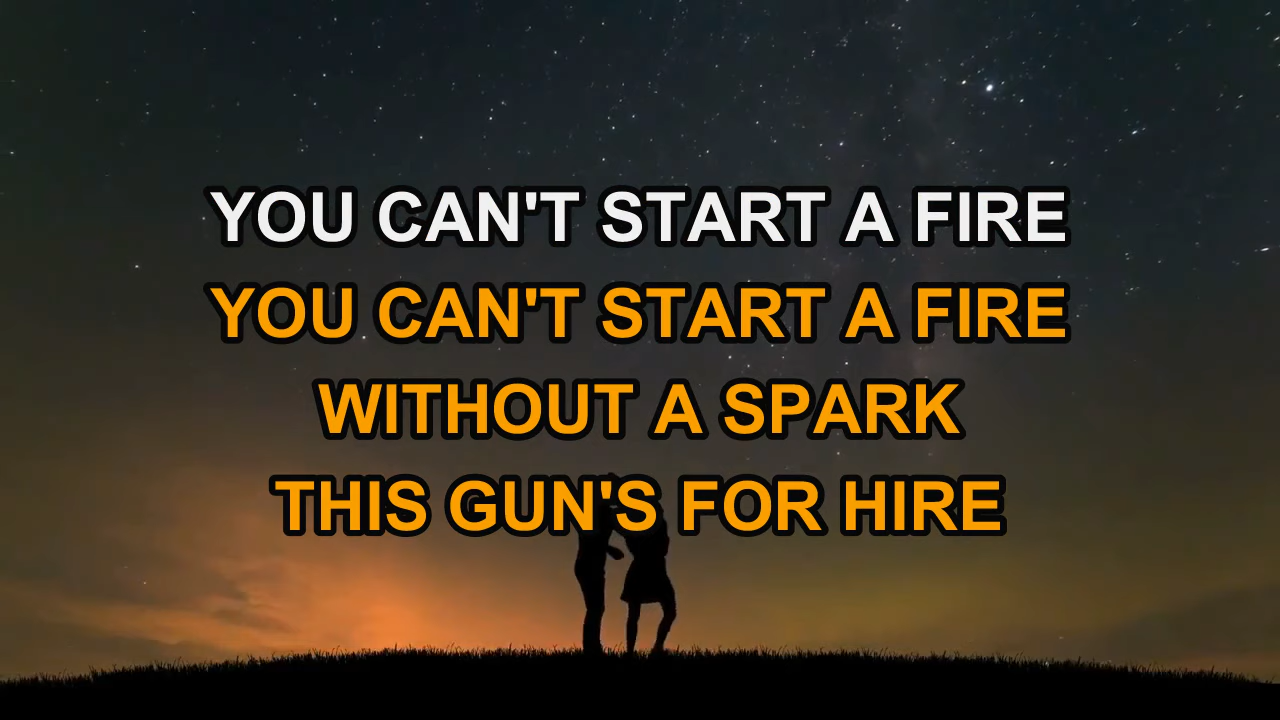 YOU CAN'T START A FIRE
YOU CAN'T START A FIRE
WITHOUT A SPARK
THIS GUN'S FOR HIRE